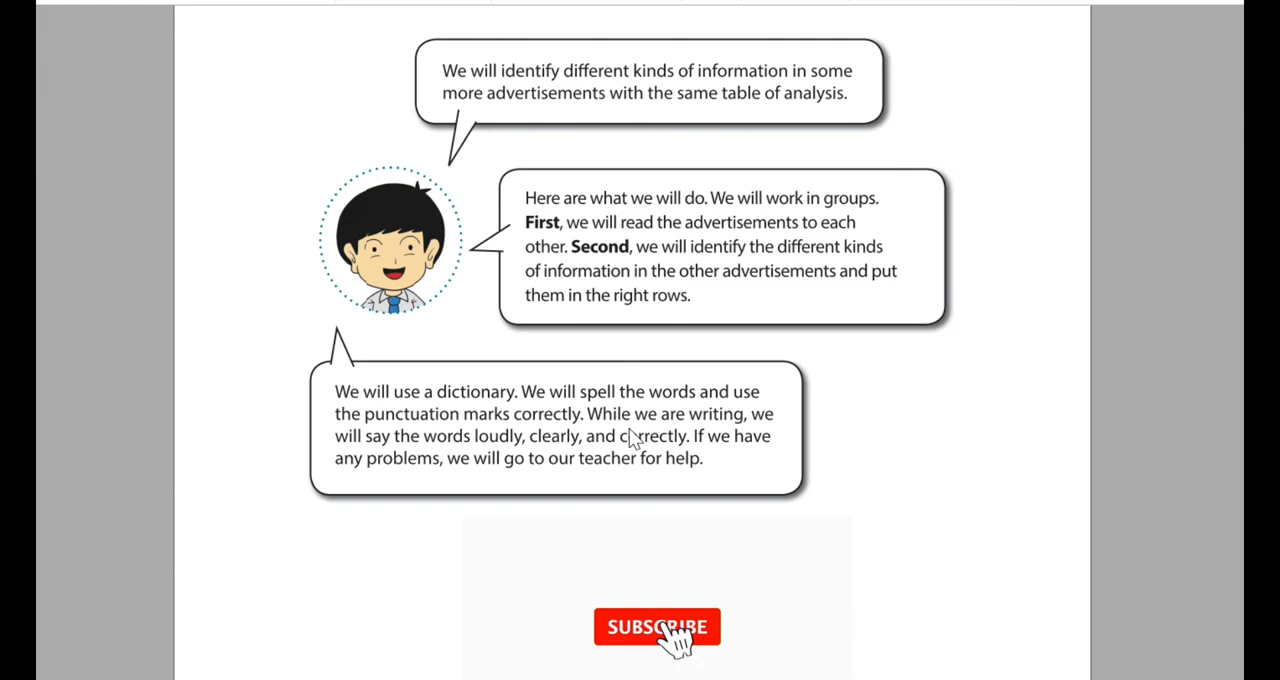 We will identify different kinds of information in some
more advertisements with the same table of analysis.
Here are what we will do. We will work in groups.
First, we will read the advertisements to each
other. Second, we will identify the different kinds
of information in the other advertisements and put
them in the right rows.
We will use a dictionary. We will spell the words and use
the punctuation marks correctly. While we are writing, we
will say the words loudly, clearly, and correctly. If we have
any problems, we will go to our teacher for help.
SUBSCRIBE